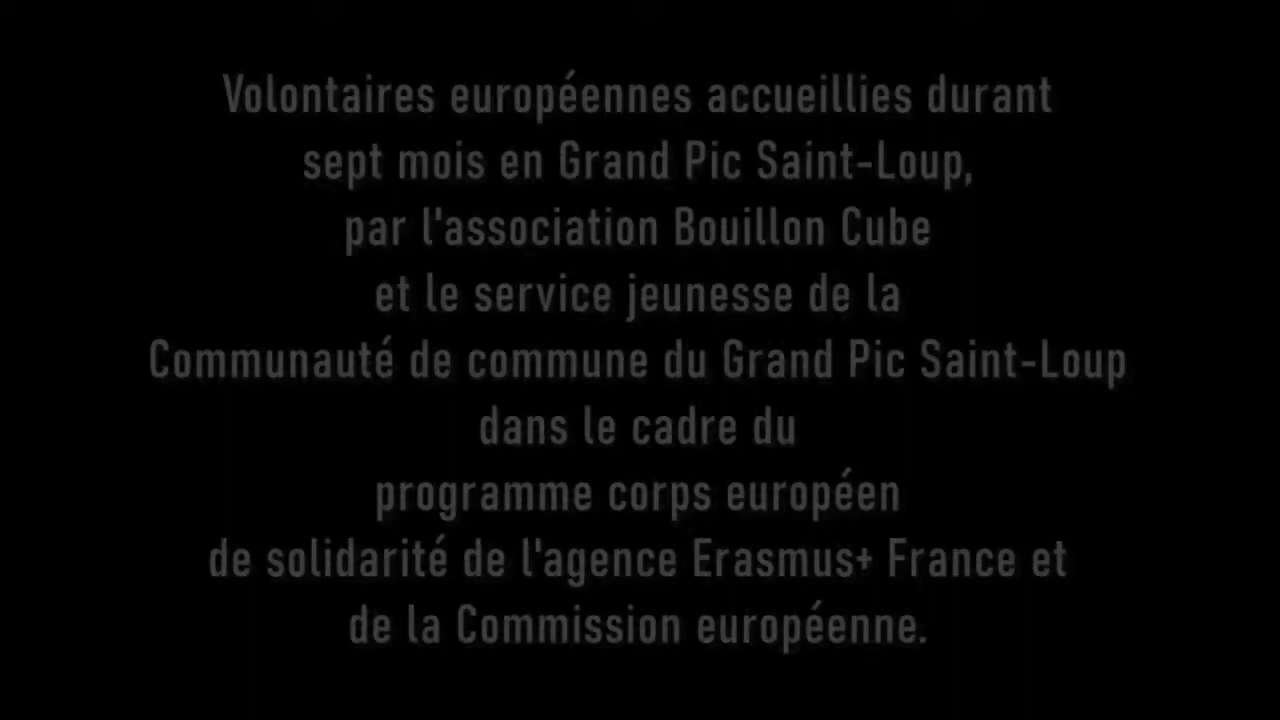 Volontaires européennes accueillies durant
sept mois en Grand Pic Saint-Loup,
par l'association Bouillon Cube
et le service jeunesse de la
Communauté de commune du Grand Pic Saint-Loup
dans le cadre du
programme corps européen
de solidarité de l'agence Erasmus+ France et
de la Commission européenne.